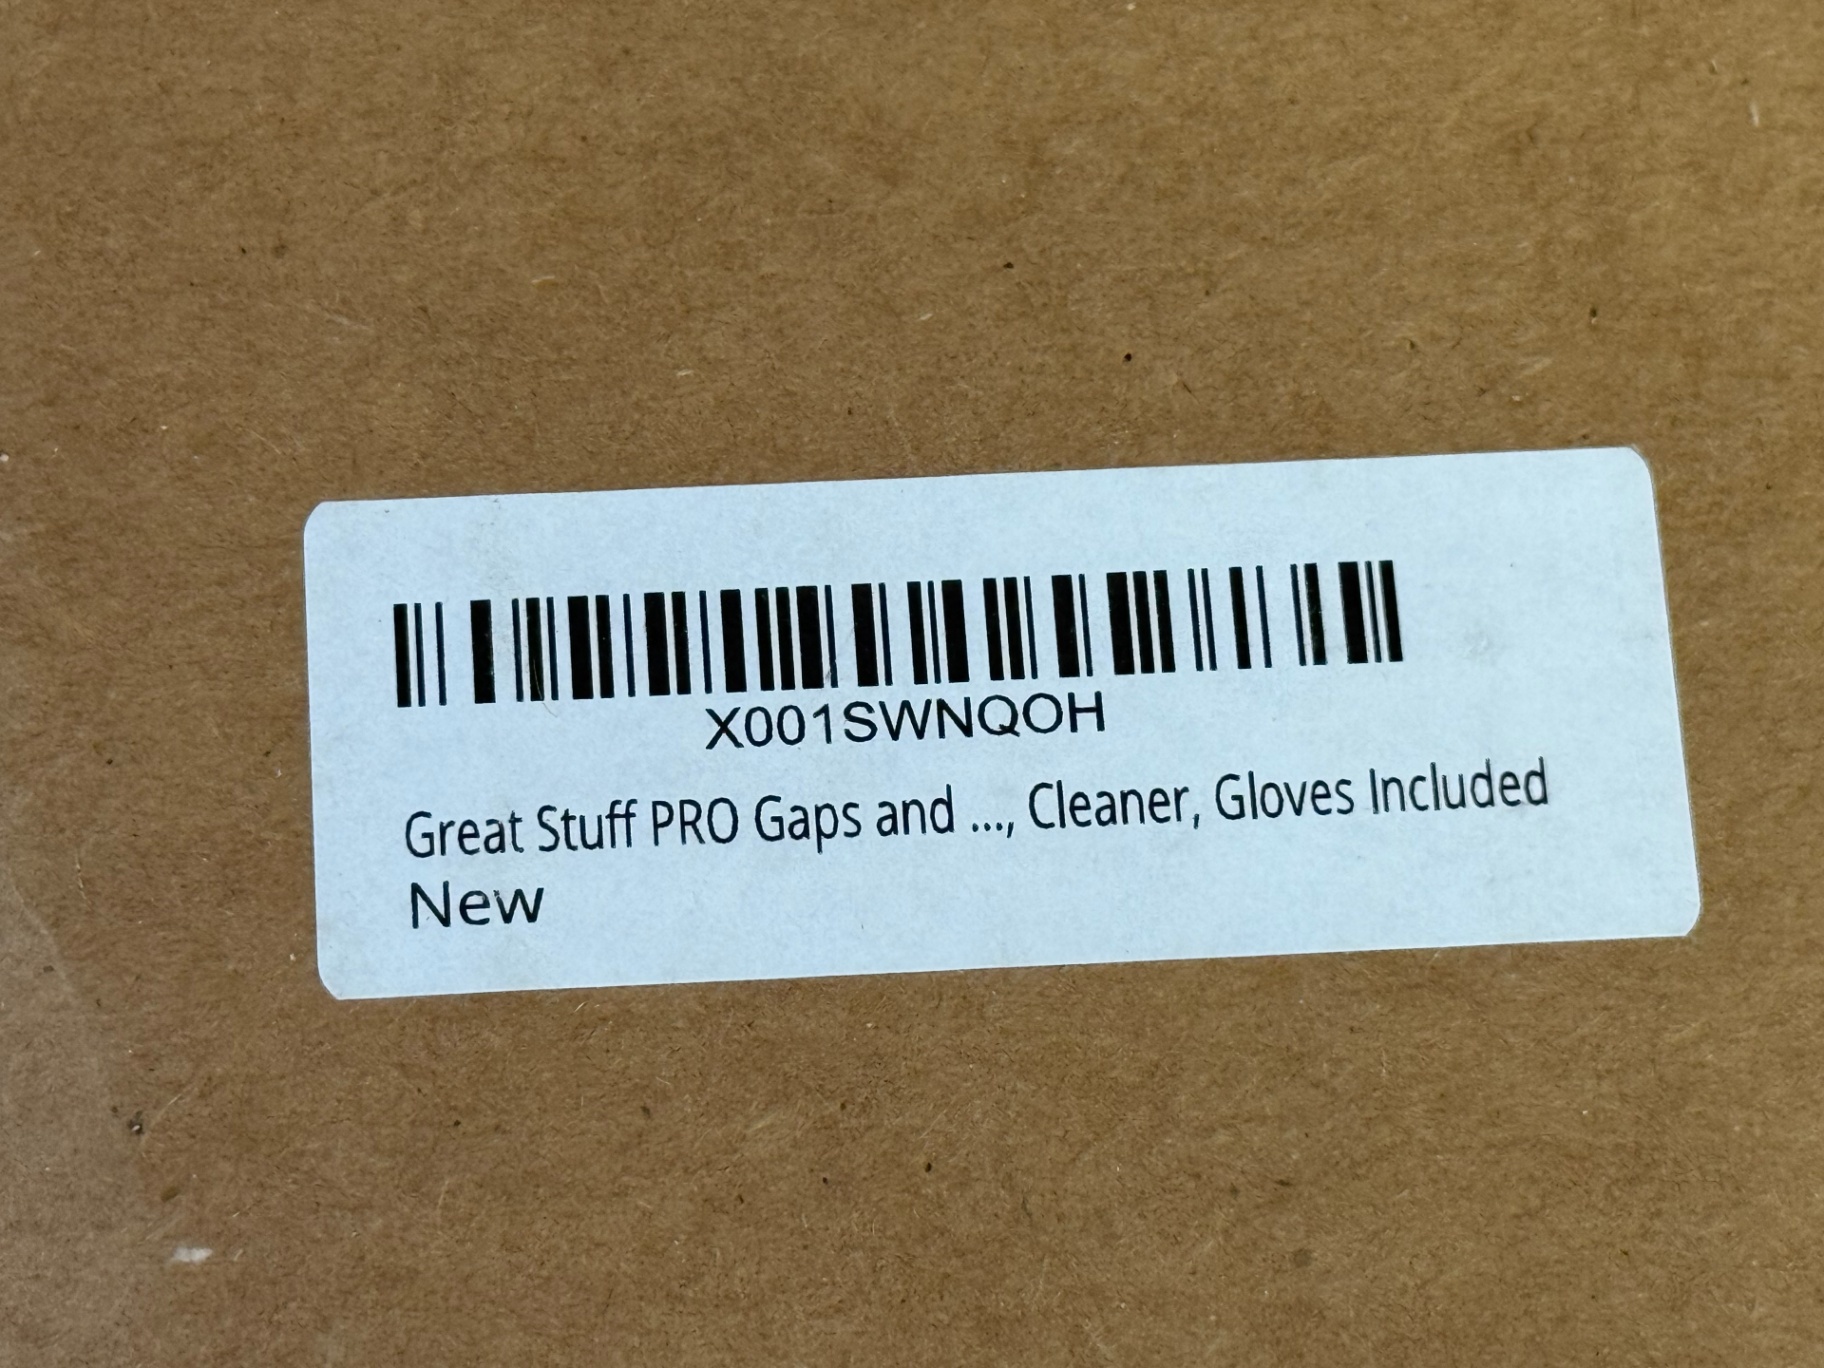 X001SWNQOH
Great Stuff PRO Gaps and ..., Cleaner, Gloves Included
New